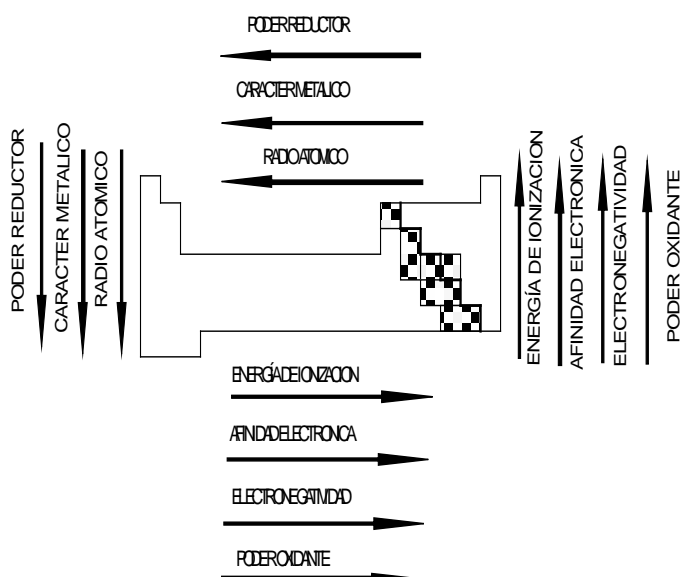 PODER REDUCTOR
CARACTER METALICO
RADIO ATOMICO
PODER REDUCTOR
CARACTER METALICO
RADIO ATOMICO
ENERGÍA DE IONIZACION
AFINIDAD ELECTRONICA
ELECTRONEGATIVIDAD
PODER OXIDANTE
ENERGÍA DE IONIZACION
AFINIDAD ELECTRONICA
ELECTRONEGATIVIDAD
PODER OXIDANTE